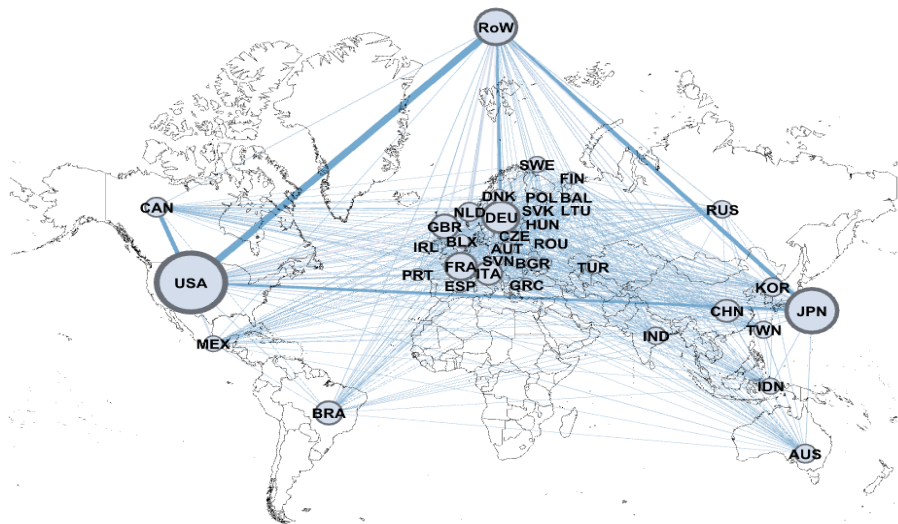 RoW
SWE
FIN
DNK
POL
BAL
CAN
NLD
DEU
SVK
LTU
RUS
GBR
HUN
CZE
IRL
BLX
AUT
ROU
SVN
BGR
FRA
ITA
TUR
PRT
ESP
GRC
USA
KOR
CHN
JPN
TWN
IND
MEX
IDN
BRA
AUS